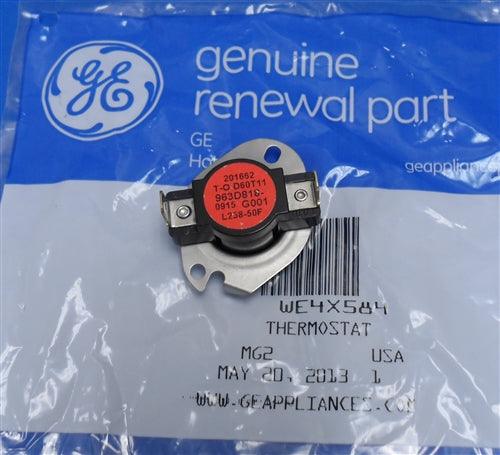 GE
genuine
renewal part
GE
geappliances
201662
T-O D60T11
963D816-
0915 G001
L238-50F
WE4X584
THERMOSTAT
MG2 USA
MAY 20, 2013 1
WWW.GEAPPLIANCES.COM